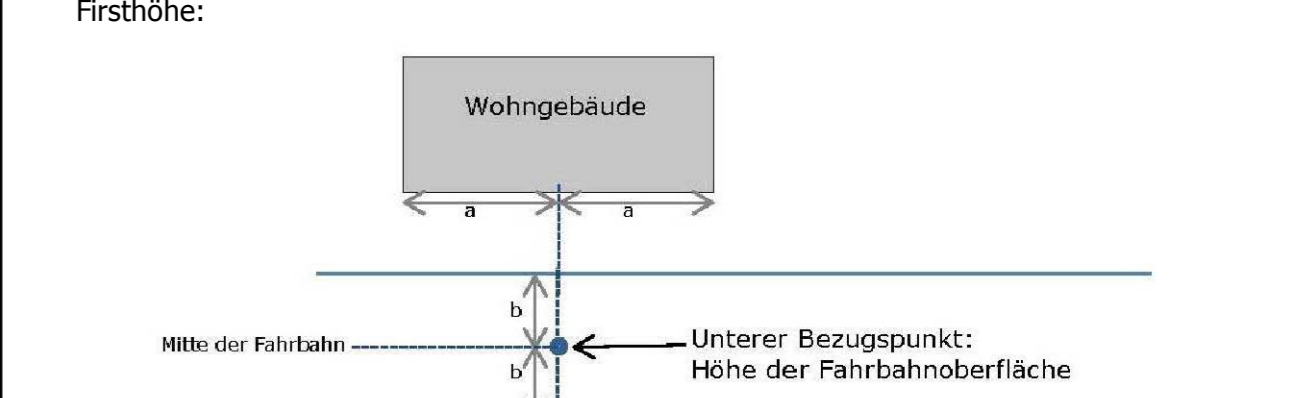 Firsthöhe:
Wohngebäude
a
a
b
Mitte der Fahrbahn
Unterer Bezugspunkt:
Höhe der Fahrbahnoberfläche
b